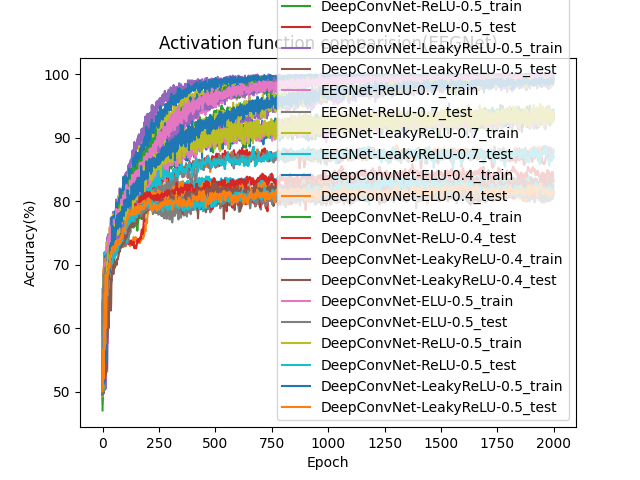 DeepConvNet-ReLU-0.5_train
DeepConvNet-ReLU-0.5_test
Activation function comparision(EEGNet)
DeepConvNet-LeakyReLU-0.5_train
DeepConvNet-LeakyReLU-0.5_test
EEGNet-ReLU-0.7_train
EEGNet-ReLU-0.7_test
EEGNet-LeakyReLU-0.7_train
EEGNet-LeakyReLU-0.7_test
DeepConvNet-ELU-0.4_train
DeepConvNet-ELU-0.4_test
DeepConvNet-ReLU-0.4_train
DeepConvNet-ReLU-0.4_test
DeepConvNet-LeakyReLU-0.4_train
DeepConvNet-LeakyReLU-0.4_test
DeepConvNet-ELU-0.5_train
DeepConvNet-ELU-0.5_test
DeepConvNet-ReLU-0.5_train
DeepConvNet-ReLU-0.5_test
DeepConvNet-LeakyReLU-0.5_train
DeepConvNet-LeakyReLU-0.5_test
100
90
80
70
60
50
Accuracy(%)
0 250 500 750 1000 1250 1500 1750 2000
Epoch